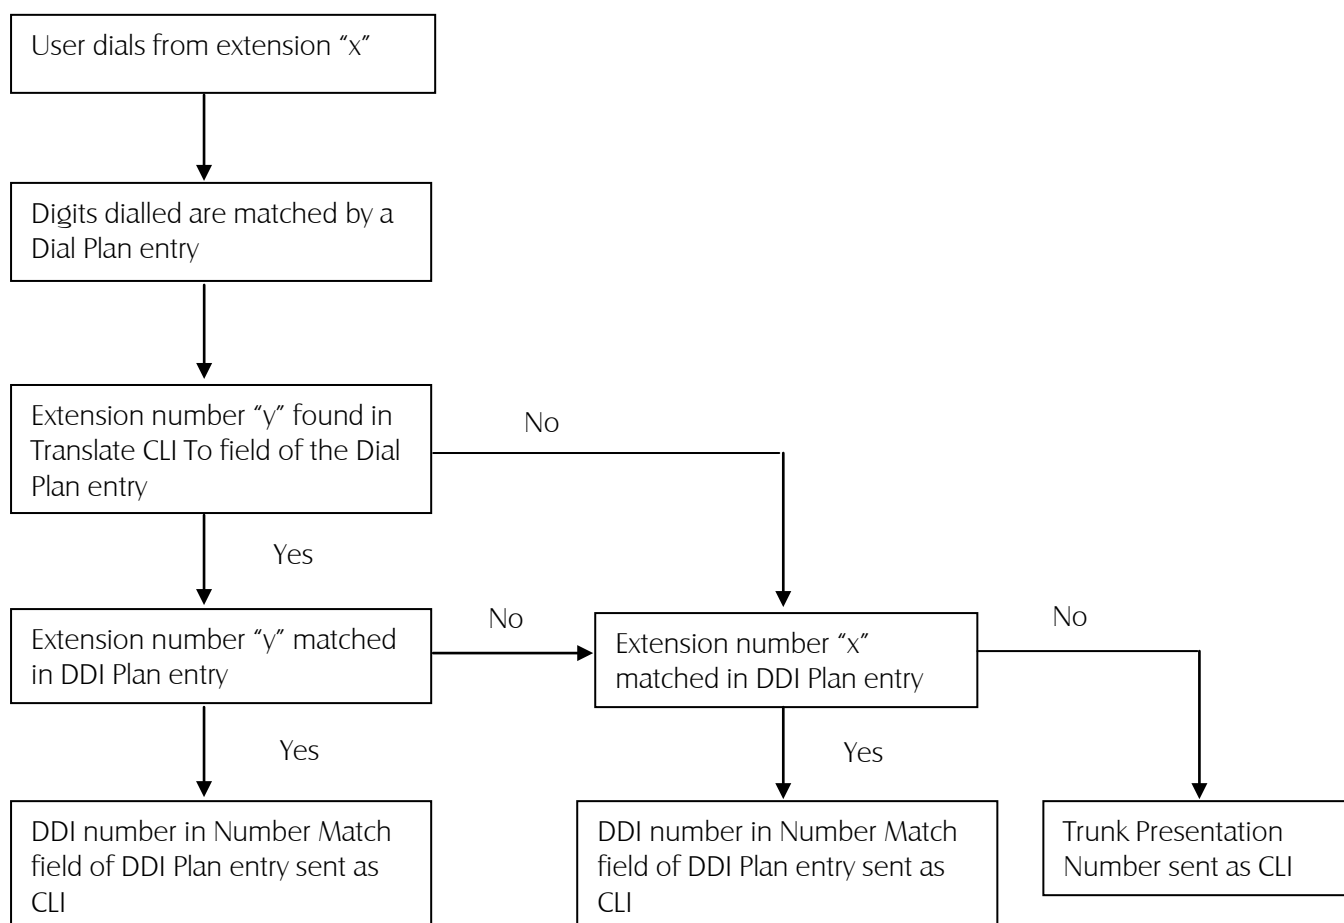 User dials from extension “x”
Digits dialled are matched by a
Dial Plan entry
Extension number “y” found in
Translate CLI To field of the Dial
Plan entry
No
Yes
Extension number “y” matched
in DDI Plan entry
No
Extension number “x”
matched in DDI Plan entry
No
Yes
Yes
DDI number in Number Match
field of DDI Plan entry sent as
CLI
DDI number in Number Match
field of DDI Plan entry sent as
CLI
Trunk Presentation
Number sent as CLI